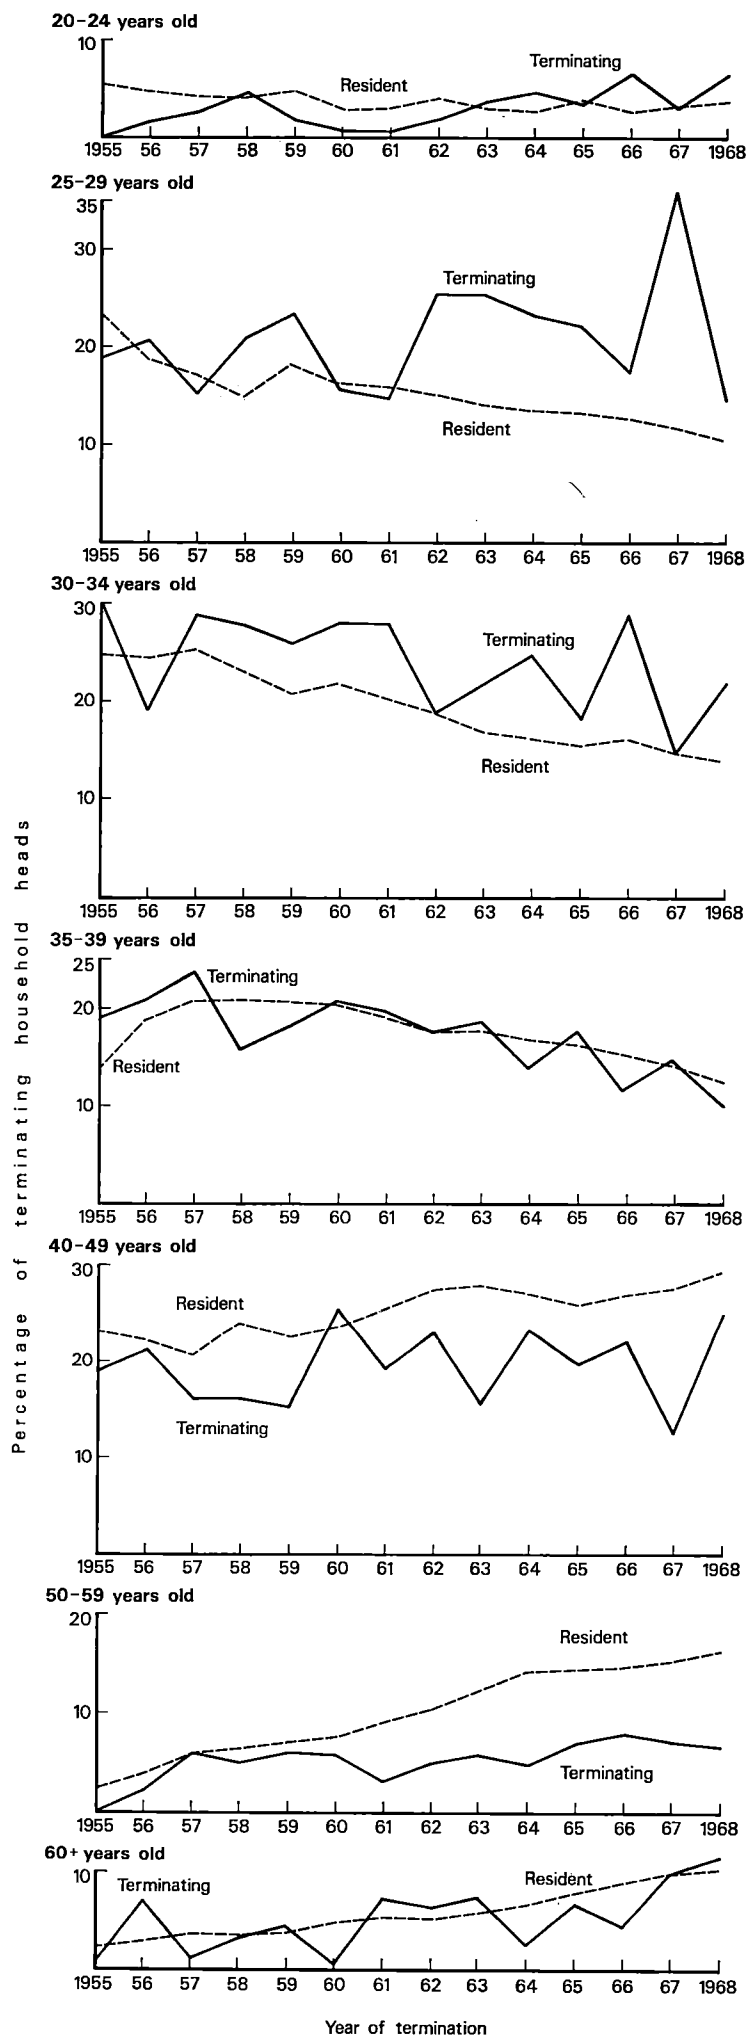 20-24 years old
10
Terminating
Resident
1955 56 57 58 59 60 61 62 63 64 65 66 67 1968
25-29 years old
35
30
Terminating
20
Resident
10
1955 56 57 58 59 60 61 62 63 64 65 66 67 1968
30-34 years old
30
Terminating
20
Resident
10
1955 56 57 58 59 60 61 62 63 64 65 66 67 1968
35-39 years old
25
Terminating
20
Resident
10
1955 56 57 58 59 60 61 62 63 64 65 66 67 1968
40-49 years old
30
Resident
20
Terminating
10
1955 56 57 58 59 60 61 62 63 64 65 66 67 1968
50-59 years old
20
Resident
10
Terminating
1955 56 57 58 59 60 61 62 63 64 65 66 67 1968
60+ years old
10
Terminating
Resident
1955 56 57 58 59 60 61 62 63 64 65 66 67 1968
Year of termination
Percentage of terminating household heads